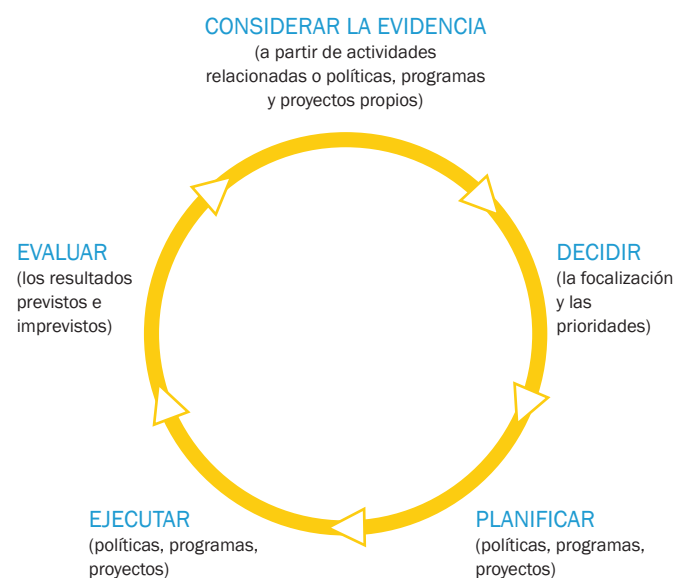 CONSIDERAR LA EVIDENCIA
(a partir de actividades
relacionadas o políticas, programas
y proyectos propios)
DECIDIR
(la focalización
y las
prioridades)
PLANIFICAR
(políticas, programas,
proyectos)
EJECUTAR
(políticas, programas,
proyectos)
EVALUAR
(los resultados
previstos e
imprevistos)